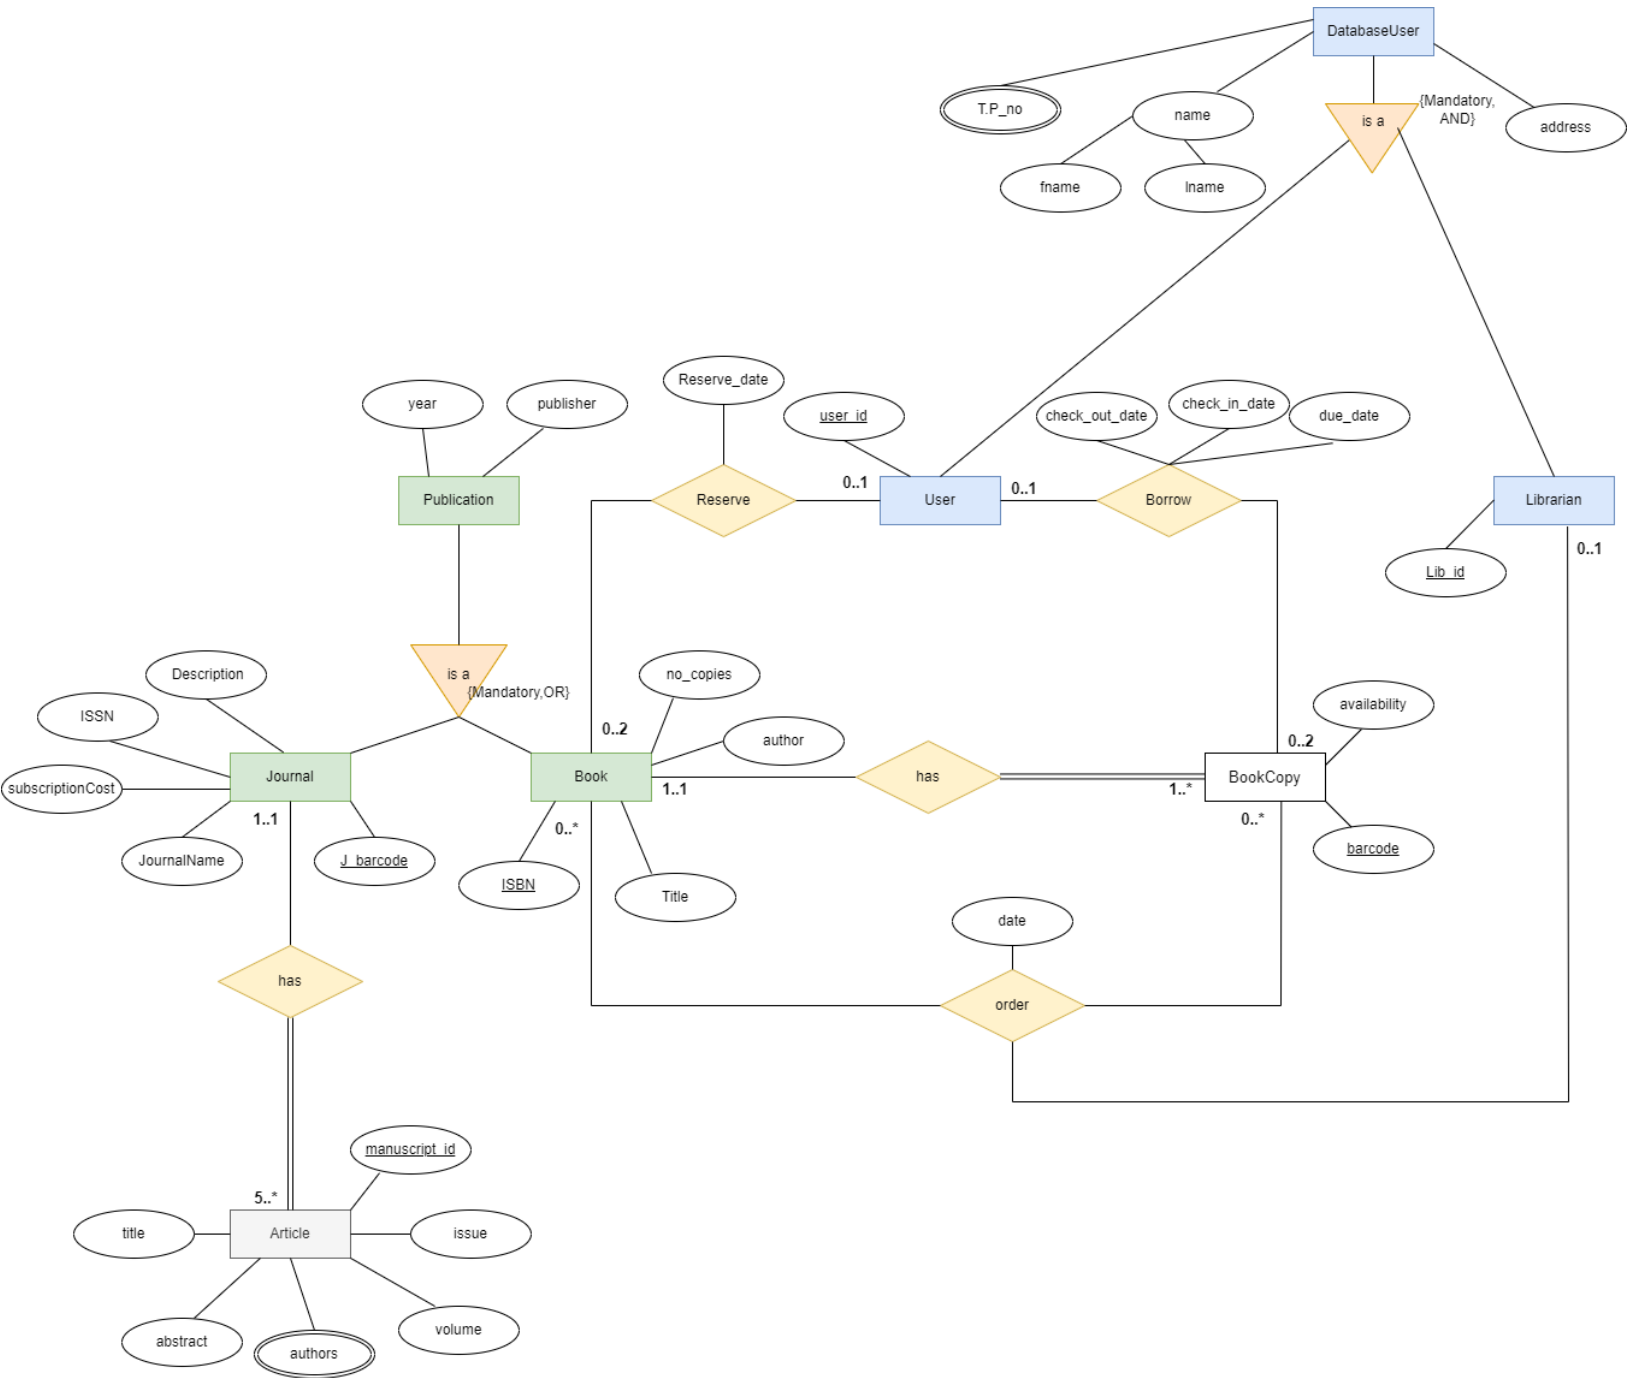 DatabaseUser
T.P_no
name
is a
{Mandatory,
AND}
address
fname
lname
Reserve_date
year
publisher
user_id
check_out_date
check_in_date
due_date
Publication
Reserve
0..1
User
0..1
Borrow
Librarian
0..1
Lib_id
is a
{Mandatory,OR}
Description
no_copies
ISSN
availability
0..2
author
0..2
subscriptionCost
Journal
Book
has
BookCopy
1..1
1..1
1..*
0..*
0..*
JournalName
J_barcode
ISBN
Title
barcode
date
has
order
manuscript_id
5..*
title
Article
issue
abstract
authors
volume